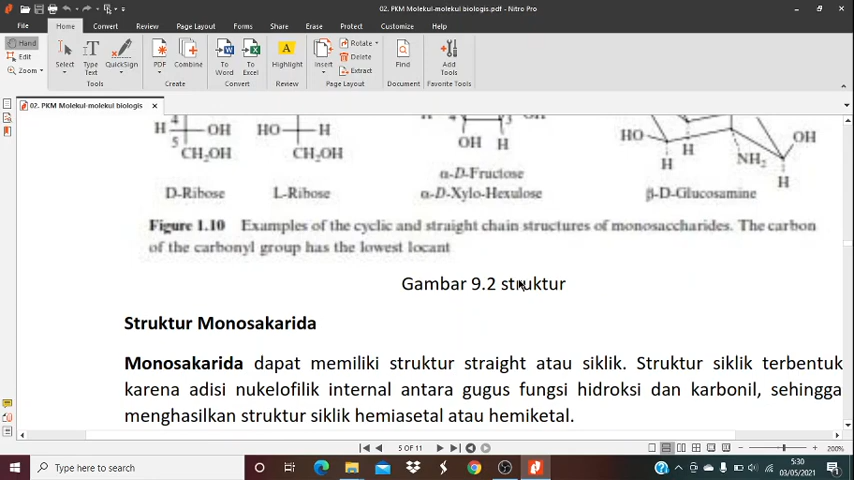 02. PKM Molekul-molekul biologis.pdf - Nitro Pro
File Home Convert Review Page Layout Forms Share Erase Protect Customize Help
Hand
Edit
Zoom
Select
Type Text
QuickSign
PDF
Combine
To Word
To Excel
Highlight
Insert
Rotate
Delete
Extract
Find
Add Tools
Tools Create Convert Page Layout Document Favorite Tools
02. PKM Molekul-molekul biologis
4
H OH
5
CH₂OH
HO H
CH₂OH
3
OH H
HO
H
H
NH₂
OH
H
D-Ribose L-Ribose
α-D-Fructose
α-D-Xylo-Hexulose
β-D-Glucosamine
Figure 1.10 Examples of the cyclic and straight chain structures of monosaccharides. The carbon
of the carbonyl group has the lowest locant
Gambar 9.2 struktur
Struktur Monosakarida
Monosakarida dapat memiliki struktur straight atau siklik. Struktur siklik terbentuk
karena adisi nukelofilik internal antara gugus fungsi hidroksi dan karbonil, sehingga
menghasilkan struktur siklik hemiasetal atau hemiketal.
5 OF 11
200%
Type here to search
5:30
03/05/2021